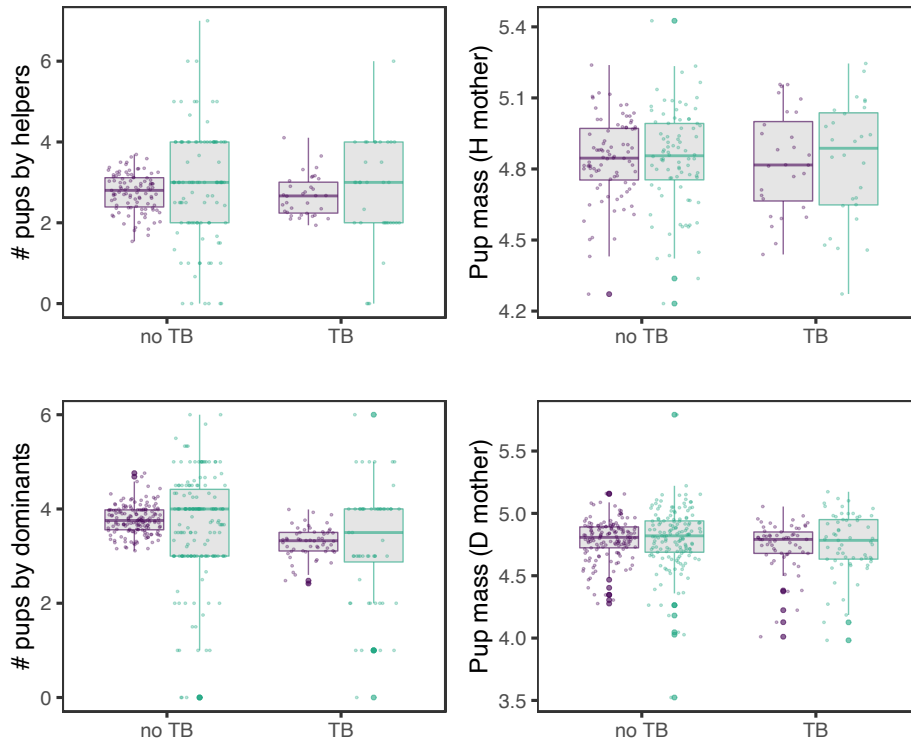 # pups by helpers
6
4
2
0
no TB
TB
Pup mass (H mother)
5.4
5.1
4.8
4.5
4.2
no TB
TB
# pups by dominants
6
4
2
0
no TB
TB
Pup mass (D mother)
5.5
5.0
4.5
4.0
3.5
no TB
TB